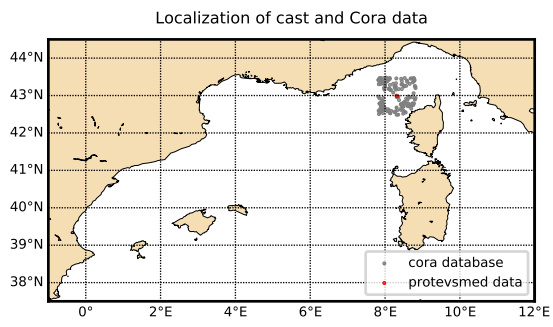 Localization of cast and Cora data
44°N
43°N
42°N
41°N
40°N
39°N
38°N
cora database
protevsmed data
0°
2°E
4°E
6°E
8°E
10°E
12°E